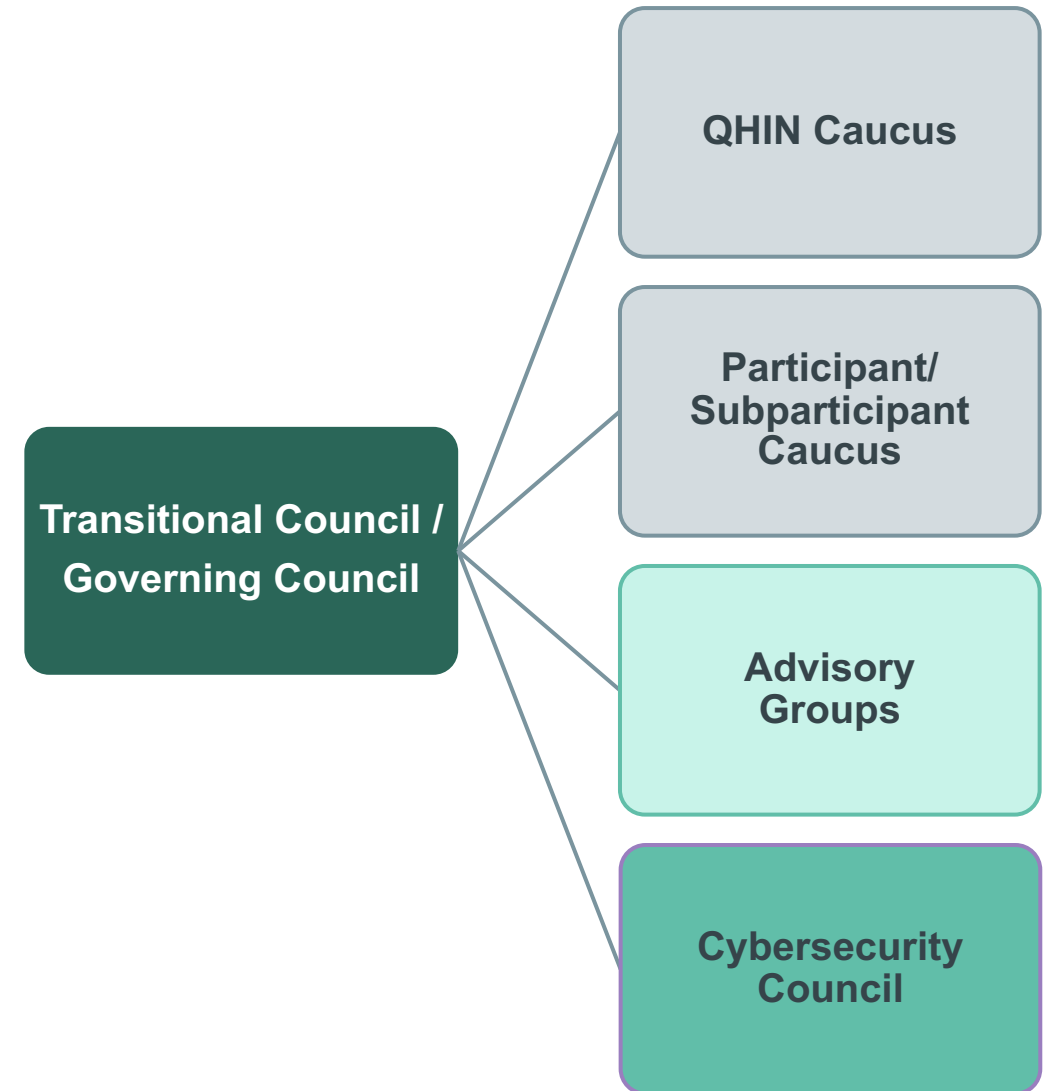 QHIN Caucus
Participant/
Subparticipant
Caucus
Transitional Council /
Governing Council
Advisory
Groups
Cybersecurity
Council